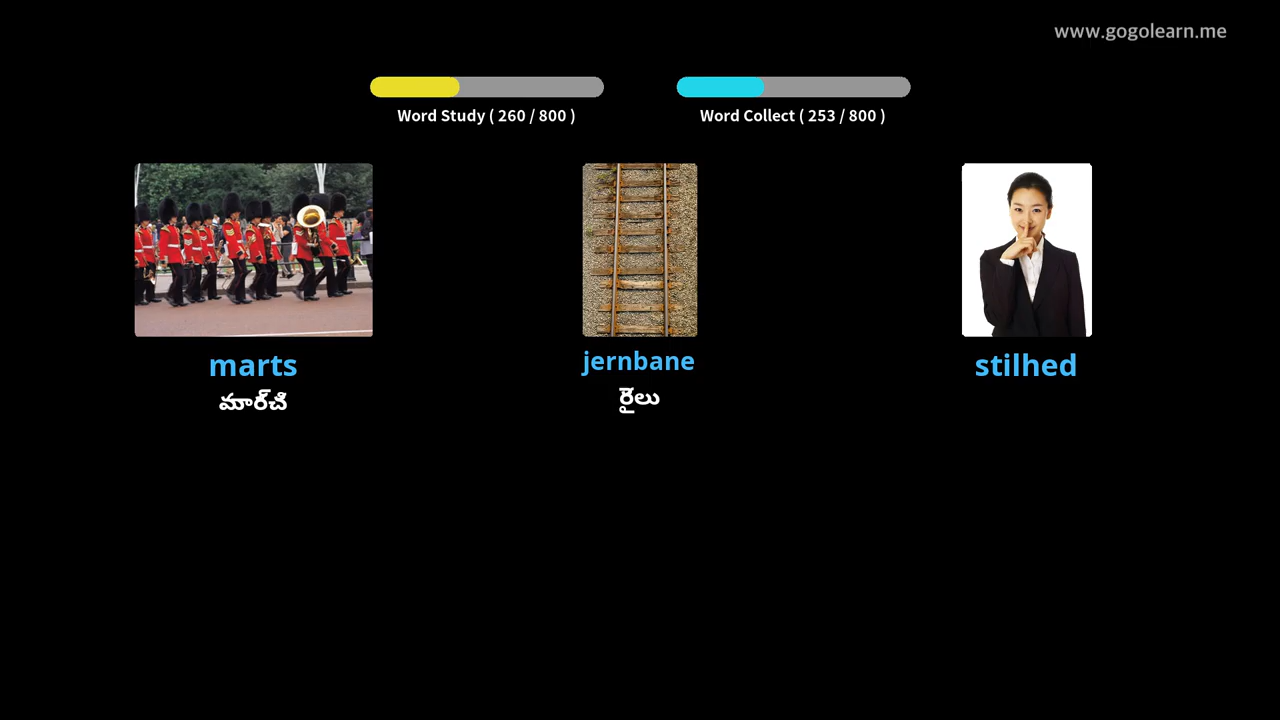 www.gogolearn.me
Word Study ( 260 / 800 )
Word Collect ( 253 / 800 )
marts
మార్చి
jernbane
రైలు
stilhed